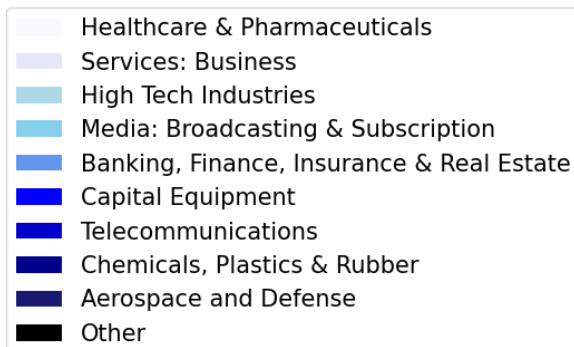 Healthcare & Pharmaceuticals
Services: Business
High Tech Industries
Media: Broadcasting & Subscription
Banking, Finance, Insurance & Real Estate
Capital Equipment
Telecommunications
Chemicals, Plastics & Rubber
Aerospace and Defense
Other